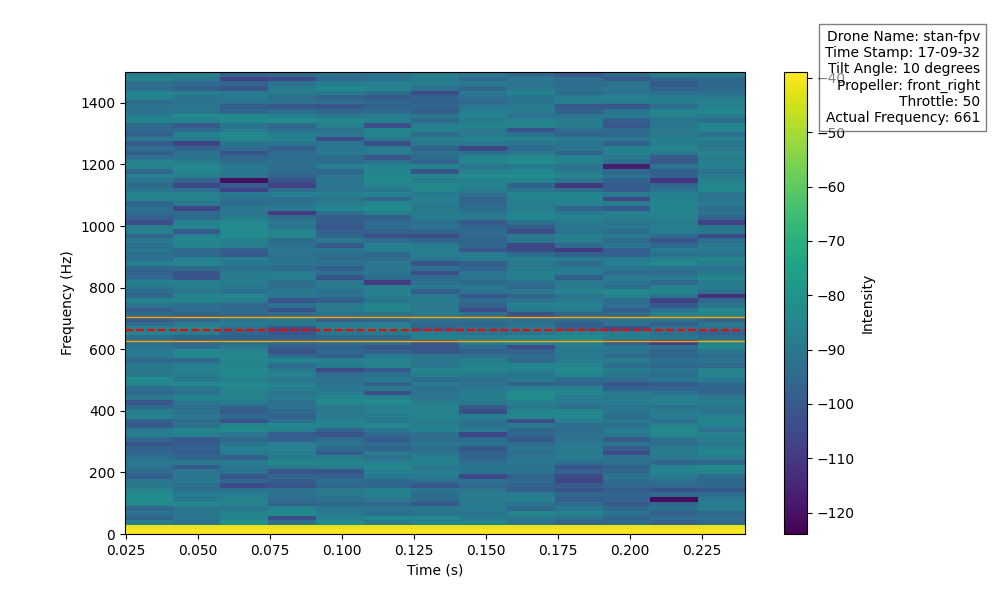 Drone Name: stan-fpv
Time Stamp: 17-09-32
Tilt Angle: 10 degrees
Propeller: front_right
Throttle: 50
Actual Frequency: 661
1400
1200
1000
800
600
400
200
0
Frequency (Hz)
0.025
0.050
0.075
0.100
0.125
0.150
0.175
0.200
0.225
Time (s)
−40
−50
−60
−70
−80
−90
−100
−110
−120
Intensity